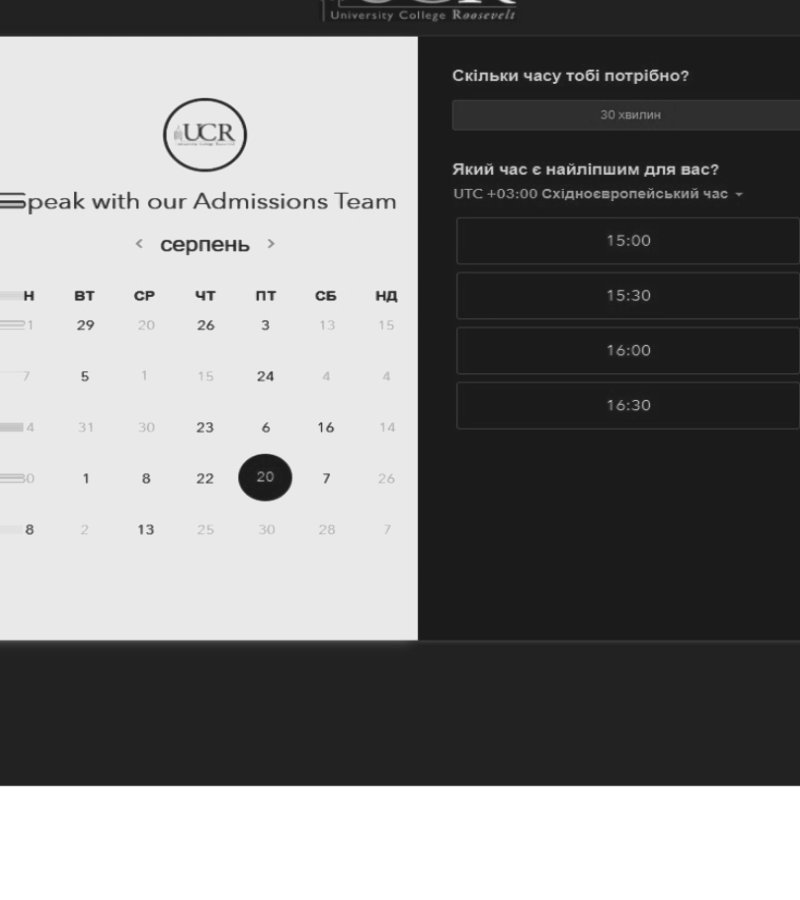 University College Roosevelt
UCR
Speak with our Admissions Team
< серпень >
Н ВТ СР ЧТ ПТ СБ НД
1 29 20 26 3 13 15
7 5 1 15 24 4 4
4 31 30 23 6 16 14
0 1 8 22 20 7 26
8 2 13 25 30 28 7
Скільки часу тобі потрібно?
30 хвилин
Який час є найліпшим для вас?
UTC +03:00 Східноєвропейський час
15:00
15:30
16:00
16:30